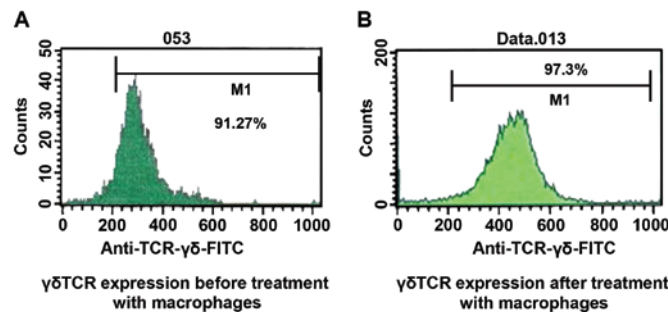 A
053
50
40
30
20
10
0
Counts
M1
91.27%
0 200 400 600 800 1000
Anti-TCR-γδ-FITC
γδTCR expression before treatment
with macrophages
B
Data.013
200
0
Counts
97.3%
M1
0 200 400 600 800 1000
Anti-TCR-γδ-FITC
γδTCR expression after treatment
with macrophages